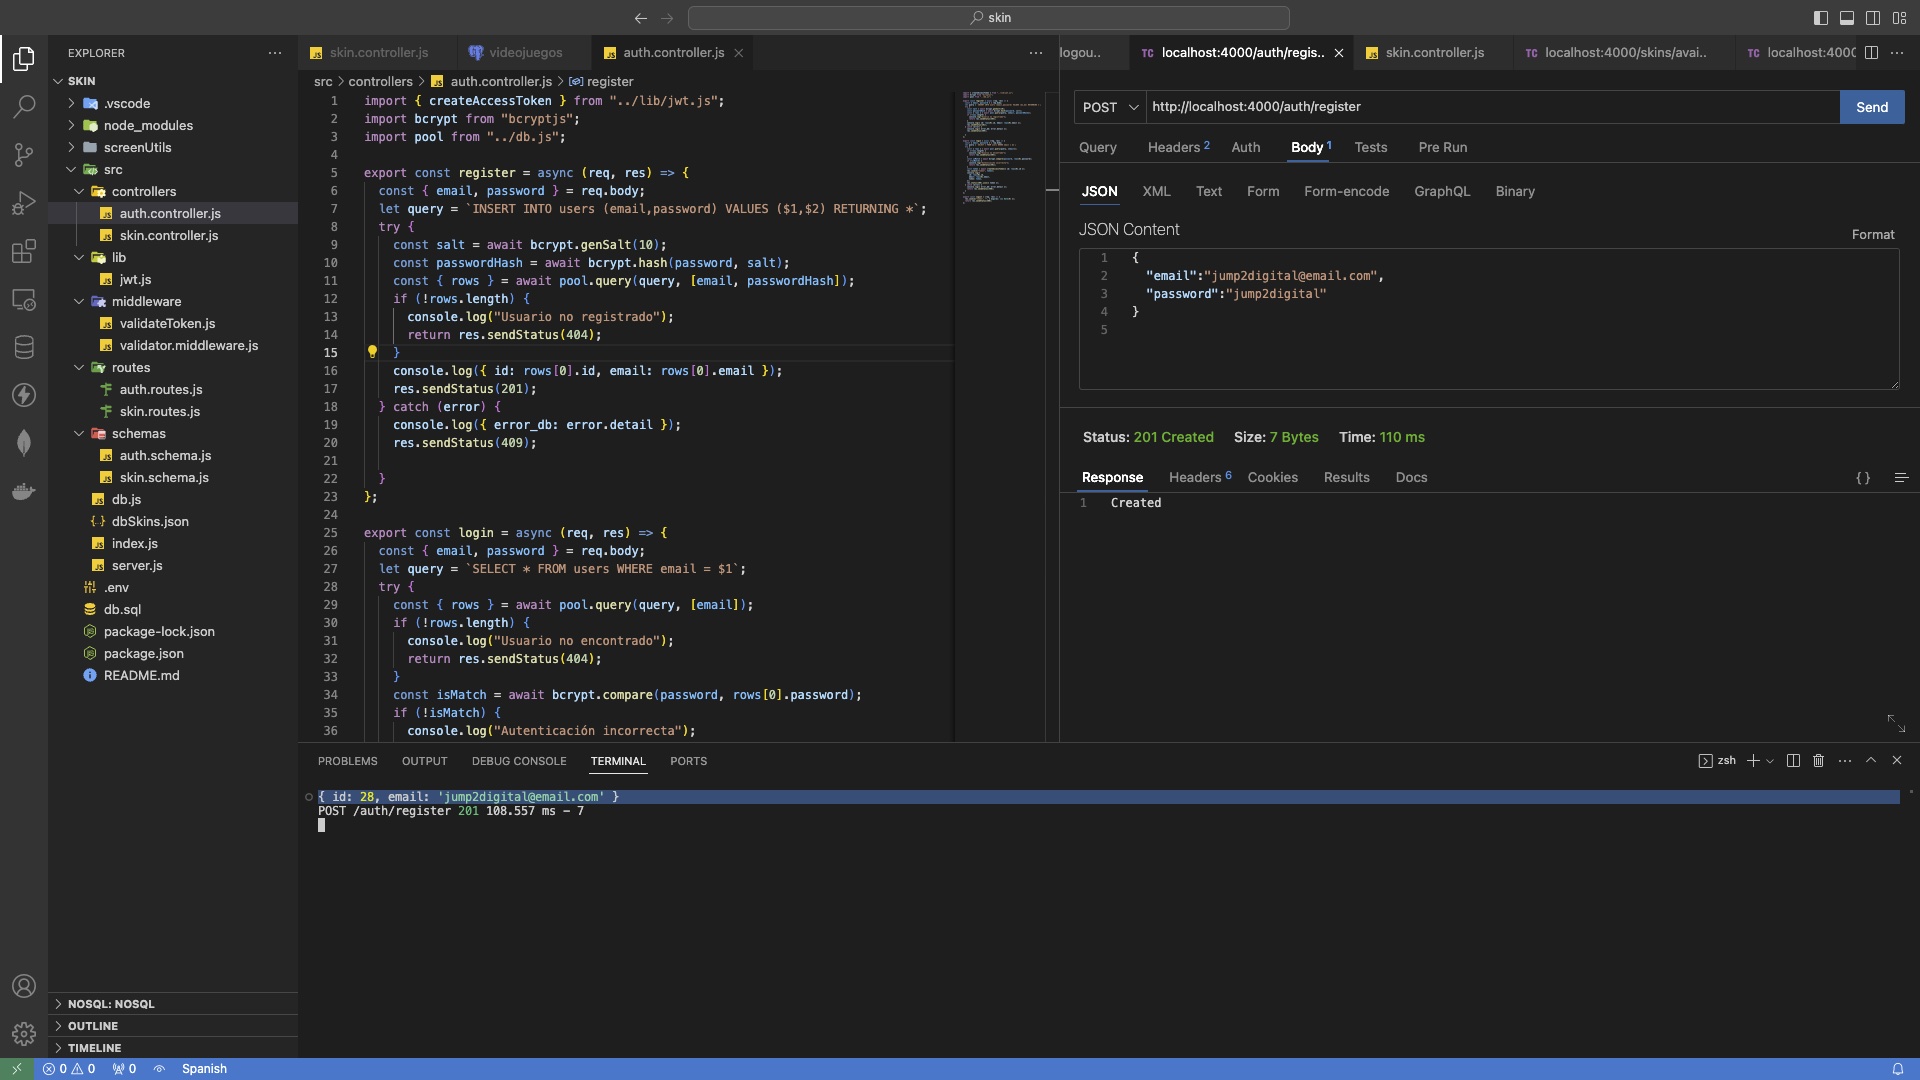 skin
EXPLORER
SKIN
.vscode
node_modules
screenUtils
src
controllers
auth.controller.js
skin.controller.js
lib
jwt.js
middleware
validateToken.js
validator.middleware.js
routes
auth.routes.js
skin.routes.js
schemas
auth.schema.js
skin.schema.js
db.js
dbSkins.json
index.js
server.js
.env
db.sql
package-lock.json
package.json
README.md
NOSQL: NOSQL
OUTLINE
TIMELINE
skin.controller.js videojuegos auth.controller.js
src > controllers > auth.controller.js > register
1 import { createAccessToken } from "../lib/jwt.js";
2 import bcrypt from "bcryptjs";
3 import pool from "../db.js";
4
5 export const register = async (req, res) => {
6 const { email, password } = req.body;
7 let query = `INSERT INTO users (email,password) VALUES ($1,$2) RETURNING *`;
8 try {
9 const salt = await bcrypt.genSalt(10);
10 const passwordHash = await bcrypt.hash(password, salt);
11 const { rows } = await pool.query(query, [email, passwordHash]);
12 if (!rows.length) {
13 console.log("Usuario no registrado");
14 return res.sendStatus(404);
15 }
16 console.log({ id: rows[0].id, email: rows[0].email });
17 res.sendStatus(201);
18 } catch (error) {
19 console.log({ error_db: error.detail });
20 res.sendStatus(409);
21
22 }
23 };
24
25 export const login = async (req, res) => {
26 const { email, password } = req.body;
27 let query = `SELECT * FROM users WHERE email = $1`;
28 try {
29 const { rows } = await pool.query(query, [email]);
30 if (!rows.length) {
31 console.log("Usuario no encontrado");
32 return res.sendStatus(404);
33 }
34 const isMatch = await bcrypt.compare(password, rows[0].password);
35 if (!isMatch) {
36 console.log("Autenticación incorrecta");
logou.. TC localhost:4000/auth/regis.. skin.controller.js TC localhost:4000/skins/avai.. TC localhost:400
POST http://localhost:4000/auth/register Send
Query Headers 2 Auth Body 1 Tests Pre Run
JSON XML Text Form Form-encode GraphQL Binary
JSON Content
Format
1 {
2 "email":"jump2digital@email.com",
3 "password":"jump2digital"
4 }
5
Status: 201 Created Size: 7 Bytes Time: 110 ms
Response Headers 6 Cookies Results Docs { }
1 Created
PROBLEMS OUTPUT DEBUG CONSOLE TERMINAL PORTS zsh
{ id: 28, email: 'jump2digital@email.com' }
POST /auth/register 201 108.557 ms - 7
0 0 0 Spanish